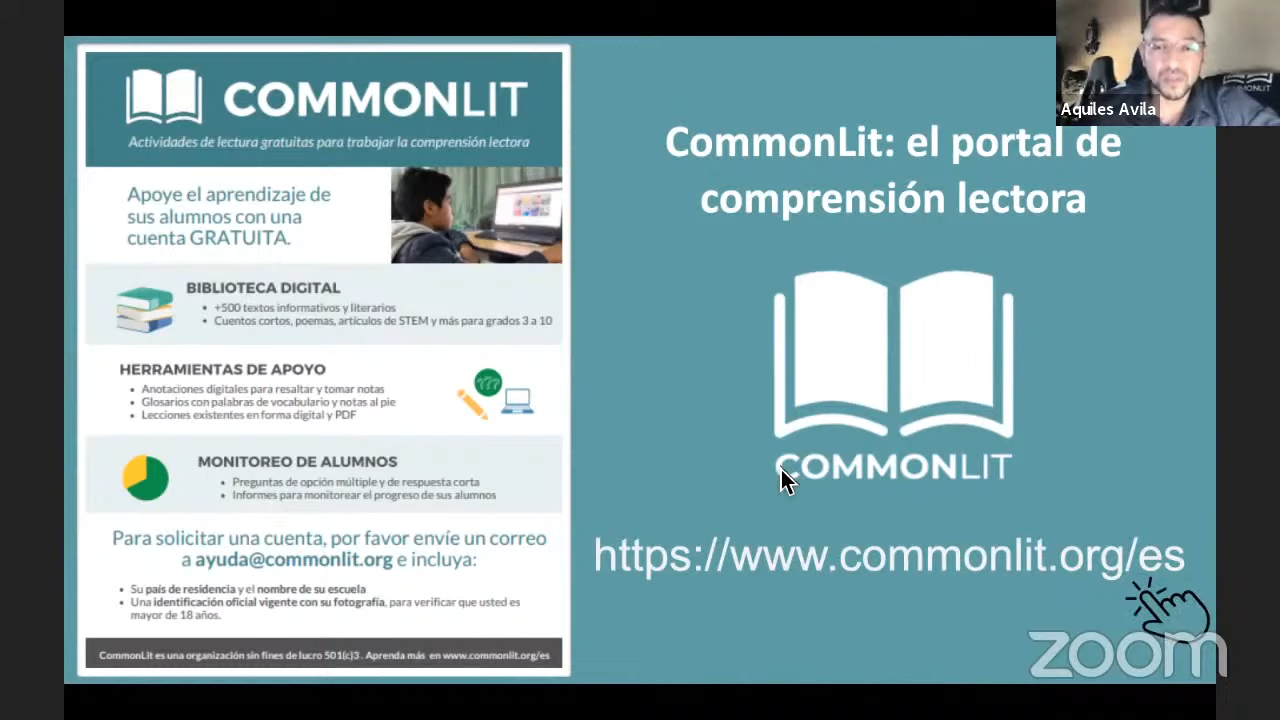 COMMONLIT
Actividades de lectura gratuitas para trabajar la comprensión lectora
Apoye el aprendizaje de
sus alumnos con una
cuenta GRATUITA.
BIBLIOTECA DIGITAL
• +500 textos informativos y literarios
• Cuentos cortos, poemas, artículos de STEM y más para grados 3 a 10
HERRAMIENTAS DE APOYO
• Anotaciones digitales para resaltar y tomar notas
• Glosarios con palabras de vocabulario y notas al pie
• Lecciones existentes en forma digital y PDF
???
MONITOREO DE ALUMNOS
• Preguntas de opción múltiple y de respuesta corta
• Informes para monitorear el progreso de sus alumnos
Para solicitar una cuenta, por favor envíe un correo
a ayuda@commonlit.org e incluya:
• Su país de residencia y el nombre de su escuela
• Una identificación oficial vigente con su fotografía, para verificar que usted es
mayor de 18 años.
CommonLit es una organización sin fines de lucro 501(c)3 . Aprenda más en www.commonlit.org/es
CommonLit: el portal de
comprensión lectora
COMMONLIT
https://www.commonlit.org/es
Aquiles Avila
COMMONLIT
zoom